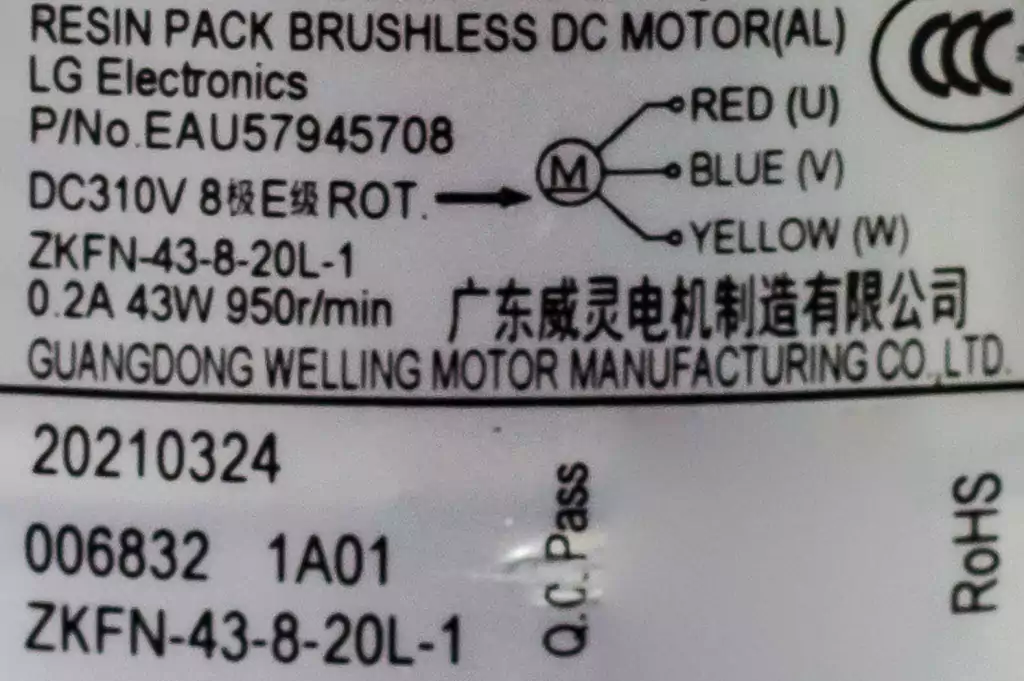 RESIN PACK BRUSHLESS DC MOTOR(AL)
LG Electronics
P/No.EAU57945708
DC310V 8极E级 ROT.
M
RED (U)
BLUE (V)
YELLOW (W)
ZKFN-43-8-20L-1
0.2A 43W 950r/min
广东威灵电机制造有限公司
GUANGDONG WELLING MOTOR MANUFACTURING CO.,LTD.
CCC
20210324
006832 1A01
ZKFN-43-8-20L-1
Q.C.Pass
RoHS